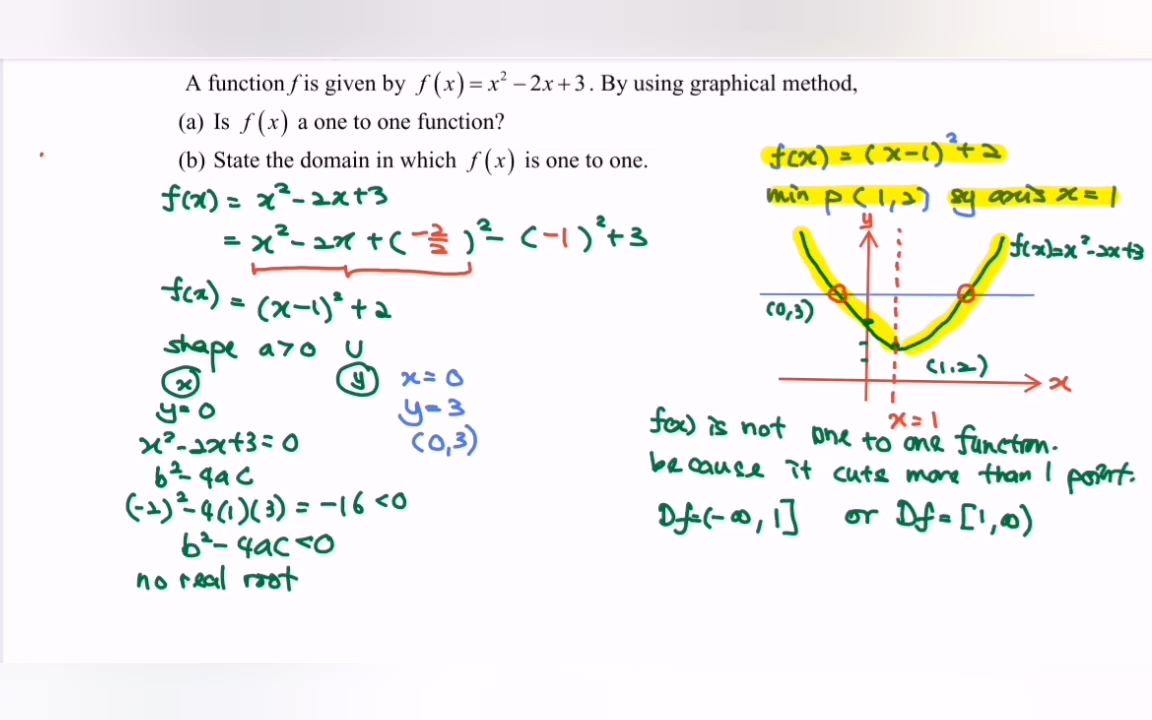 A function f is given by f(x) = x² − 2x + 3. By using graphical method,
(a) Is f(x) a one to one function?
(b) State the domain in which f(x) is one to one.
f(x) = x² - 2x + 3
= x² - 2x + (-2/2)² - (-1)² + 3
f(x) = (x-1)² + 2
shape a>0 U
x
y=0
x² - 2x + 3 = 0
b² - 4ac
(-2)² - 4(1)(3) = -16 < 0
b² - 4ac < 0
no real root
y
x = 0
y = 3
(0,3)
f(x) = (x-1)² + 2
min p (1,2) sy axis x = 1
y
f(x)=x²-2x+3
(0,3)
(1,2)
x
x = 1
f(x) is not one to one function.
because it cuts more than 1 point.
Df=(-∞, 1] or Df = [1, ∞)